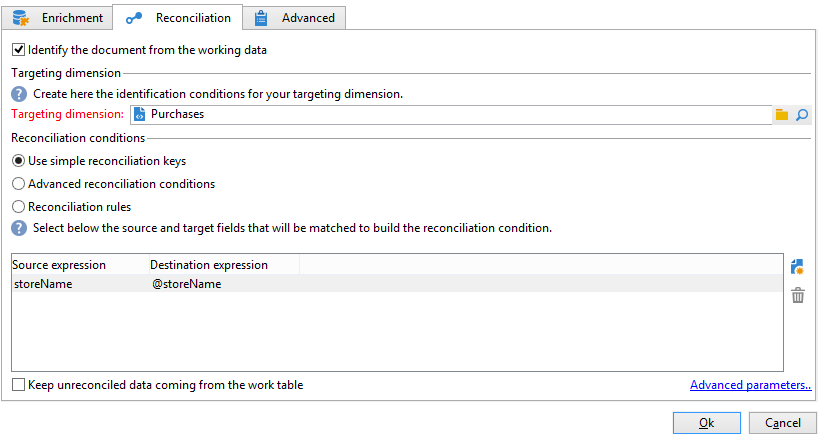 Enrichment Reconciliation Advanced
Identify the document from the working data
Targeting dimension
Create here the identification conditions for your targeting dimension.
Targeting dimension: Purchases
Reconciliation conditions
Use simple reconciliation keys
Advanced reconciliation conditions
Reconciliation rules
Select below the source and target fields that will be matched to build the reconciliation condition.
Source expression Destination expression
storeName @storeName
Keep unreconciled data coming from the work table Advanced parameters..
Ok Cancel